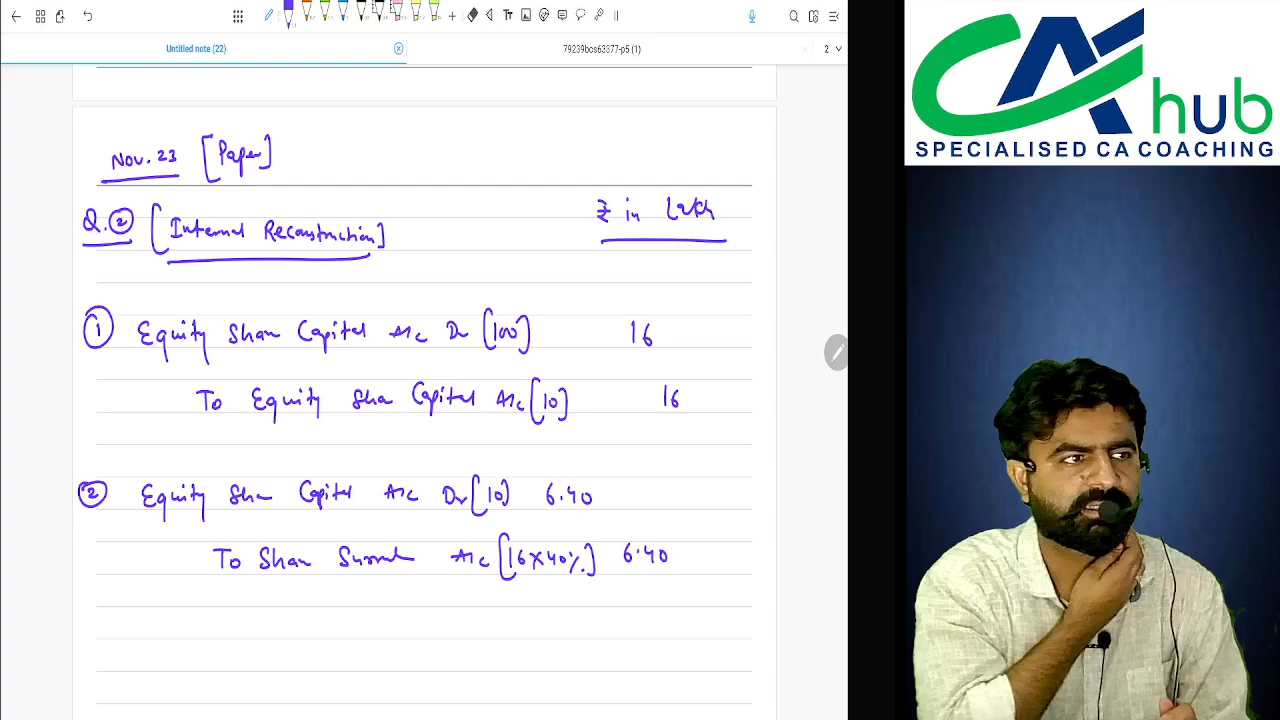 Untitled note (22)
79239bos63377-p5 (1)
2
CA hub
SPECIALISED CA COACHING
Nov. 23 [Paper]
Q. 2 [Internal Reconstruction] ₹ in Lakh
1 Equity Share Capital A/c Dr [100] 16
To Equity Share Capital A/c [10] 16
2 Equity Share Capital A/c Dr [10] 6.40
To Share Surrender A/c [16×40%.] 6.40